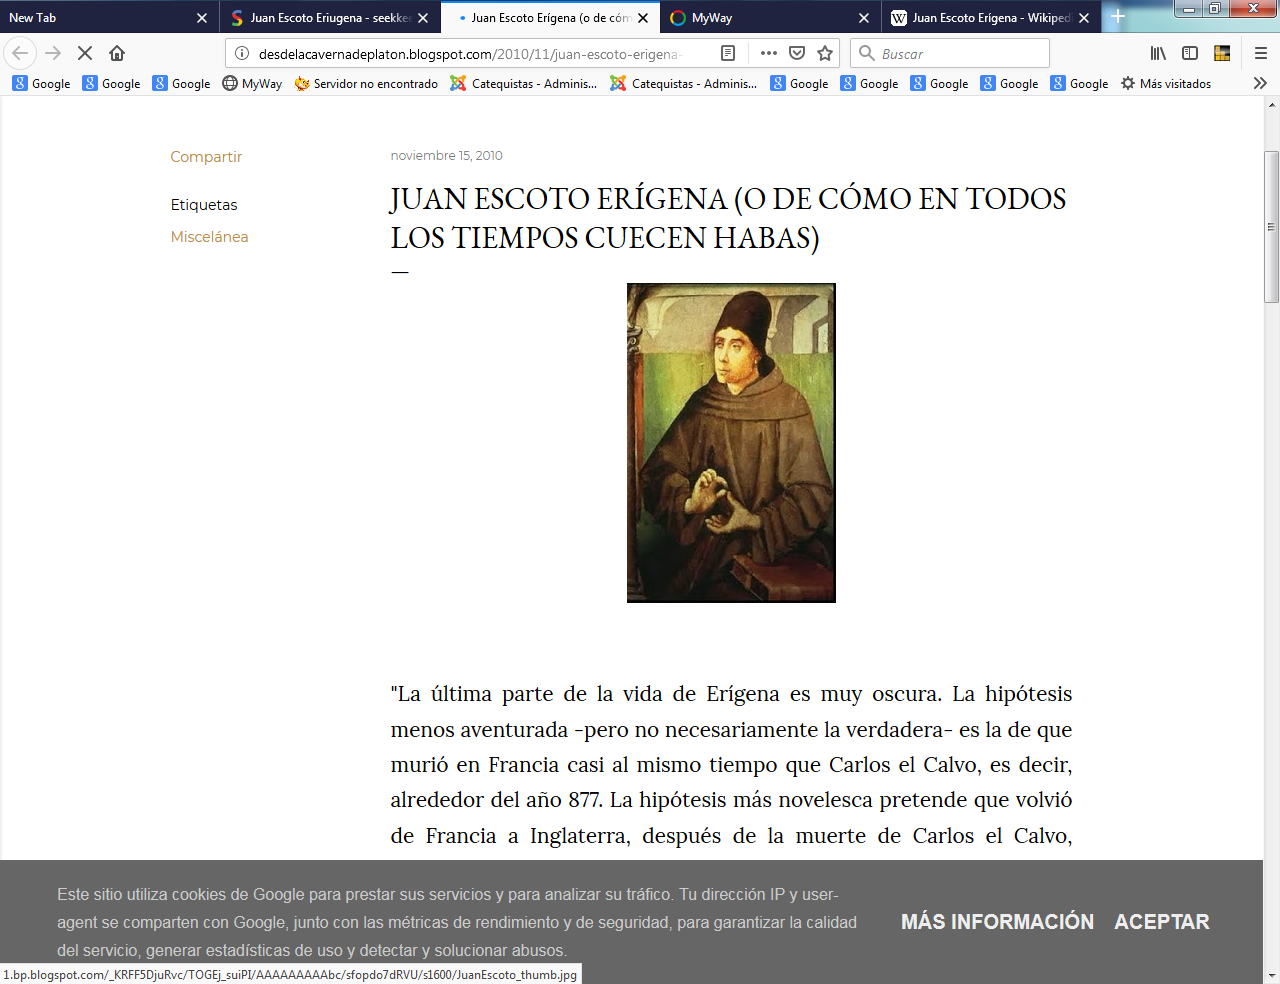 New Tab
Juan Escoto Eriugena - seekke
Juan Escoto Erígena (o de cóm
MyWay
Juan Escoto Erígena - Wikiped
desdelacavernadeplaton.blogspot.com/2010/11/juan-escoto-erigena-
Buscar
Google
Google
Google
MyWay
Servidor no encontrado
Catequistas - Adminis...
Catequistas - Adminis...
Google
Google
Google
Google
Google
Más visitados
Compartir
Etiquetas
Miscelánea
noviembre 15, 2010
JUAN ESCOTO ERÍGENA (O DE CÓMO EN TODOS
LOS TIEMPOS CUECEN HABAS)
"La última parte de la vida de Erígena es muy oscura. La hipótesis
menos aventurada -pero no necesariamente la verdadera- es la de que
murió en Francia casi al mismo tiempo que Carlos el Calvo, es decir,
alrededor del año 877. La hipótesis más novelesca pretende que volvió
de Francia a Inglaterra, después de la muerte de Carlos el Calvo,
Este sitio utiliza cookies de Google para prestar sus servicios y para analizar su tráfico. Tu dirección IP y user-
agent se comparten con Google, junto con las métricas de rendimiento y de seguridad, para garantizar la calidad
del servicio, generar estadísticas de uso y detectar y solucionar abusos.
MÁS INFORMACIÓN
ACEPTAR
1.bp.blogspot.com/_KRFF5DjuRvc/TOGEj_suiPI/AAAAAAAAAbc/sfopdo7dRVU/s1600/JuanEscoto_thumb.jpg